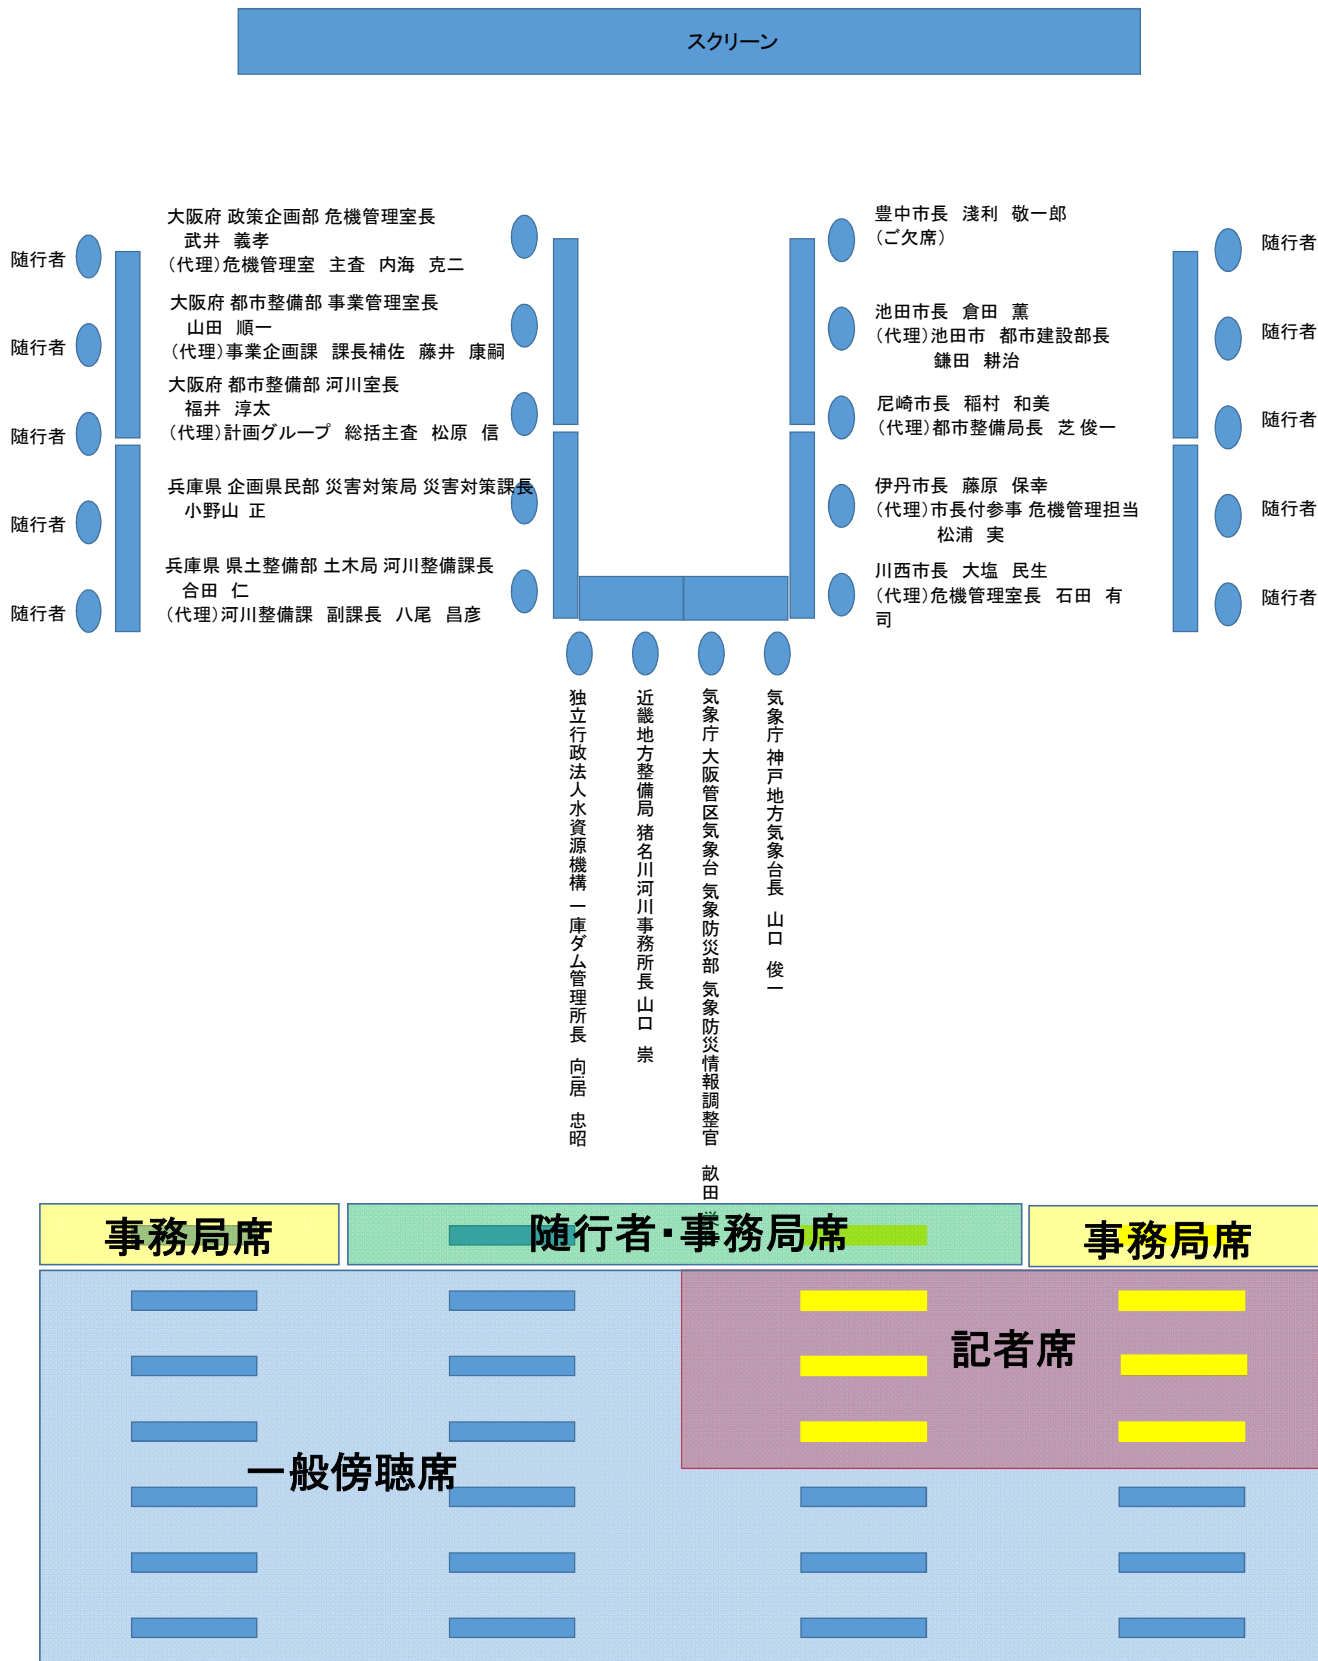 スクリーン
大阪府 政策企画部 危機管理室長
武井 義孝
(代理)危機管理室 主査 内海 克二
大阪府 都市整備部 事業管理室長
山田 順一
(代理)事業企画課 課長補佐 藤井 康嗣
大阪府 都市整備部 河川室長
福井 淳太
(代理)計画グループ 総括主査 松原 信
兵庫県 企画県民部 災害対策局 災害対策課長
小野山 正
兵庫県 県土整備部 土木局 河川整備課長
合田 仁
(代理)河川整備課 副課長 八尾 昌彦
随行者
随行者
随行者
随行者
随行者
豊中市長 淺利 敬一郎
(ご欠席)
池田市長 倉田 薫
(代理)池田市 都市建設部長
鎌田 耕治
尼崎市長 稲村 和美
(代理)都市整備局長 芝 俊一
伊丹市長 藤原 保幸
(代理)市長付参事 危機管理担当
松浦 実
川西市長 大塩 民生
(代理)危機管理室長 石田 有
司
随行者
随行者
随行者
随行者
随行者
独立行政法人水資源機構 一庫ダム管理所長 向居 忠昭
近畿地方整備局 猪名川河川事務所長 山口 崇
気象庁 大阪管区気象台 気象防災部 気象防災情報調整官 畝田
気象庁 神戸地方気象台長 山口 俊一
事務局席
随行者・事務局席
事務局席
記者席
一般傍聴席